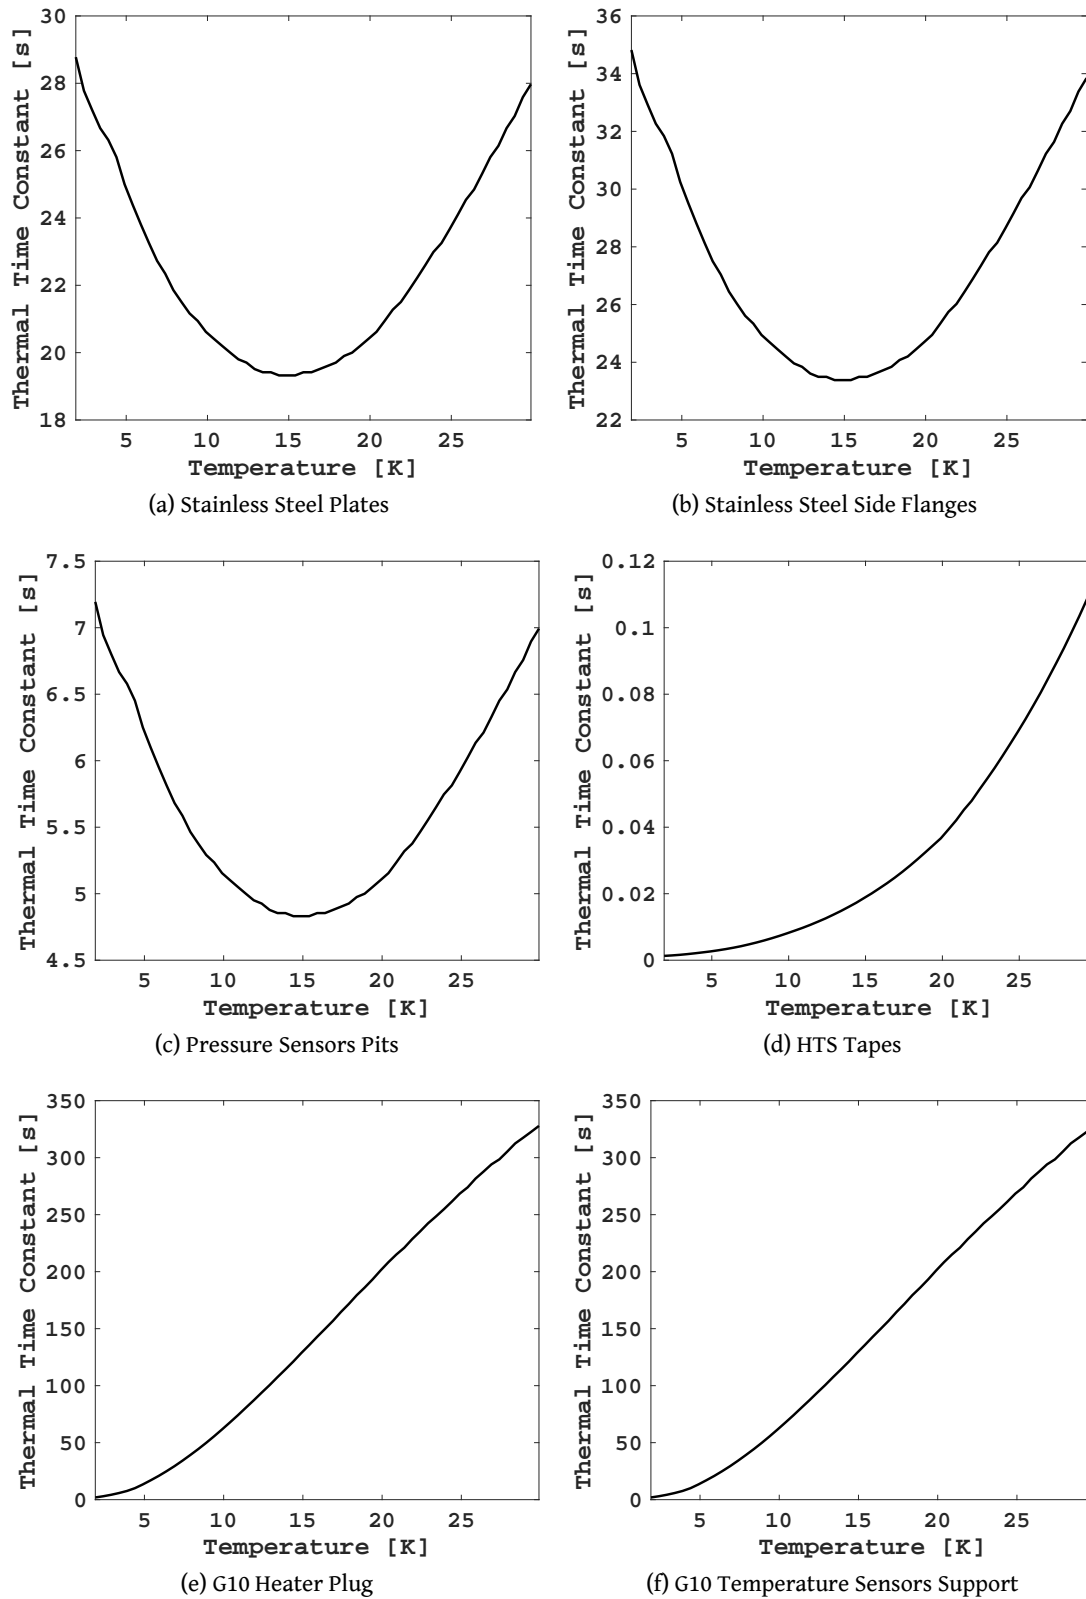 30
28
26
24
22
20
18
Thermal Time Constant [s]
5 10 15 20 25
Temperature [K]
(a) Stainless Steel Plates
36
34
32
30
28
26
24
22
Thermal Time Constant [s]
5 10 15 20 25
Temperature [K]
(b) Stainless Steel Side Flanges
7.5
7
6.5
6
5.5
5
4.5
Thermal Time Constant [s]
5 10 15 20 25
Temperature [K]
(c) Pressure Sensors Pits
0.12
0.1
0.08
0.06
0.04
0.02
0
Thermal Time Constant [s]
5 10 15 20 25
Temperature [K]
(d) HTS Tapes
350
300
250
200
150
100
50
0
Thermal Time Constant [s]
5 10 15 20 25
Temperature [K]
(e) G10 Heater Plug
350
300
250
200
150
100
50
0
Thermal Time Constant [s]
5 10 15 20 25
Temperature [K]
(f) G10 Temperature Sensors Support